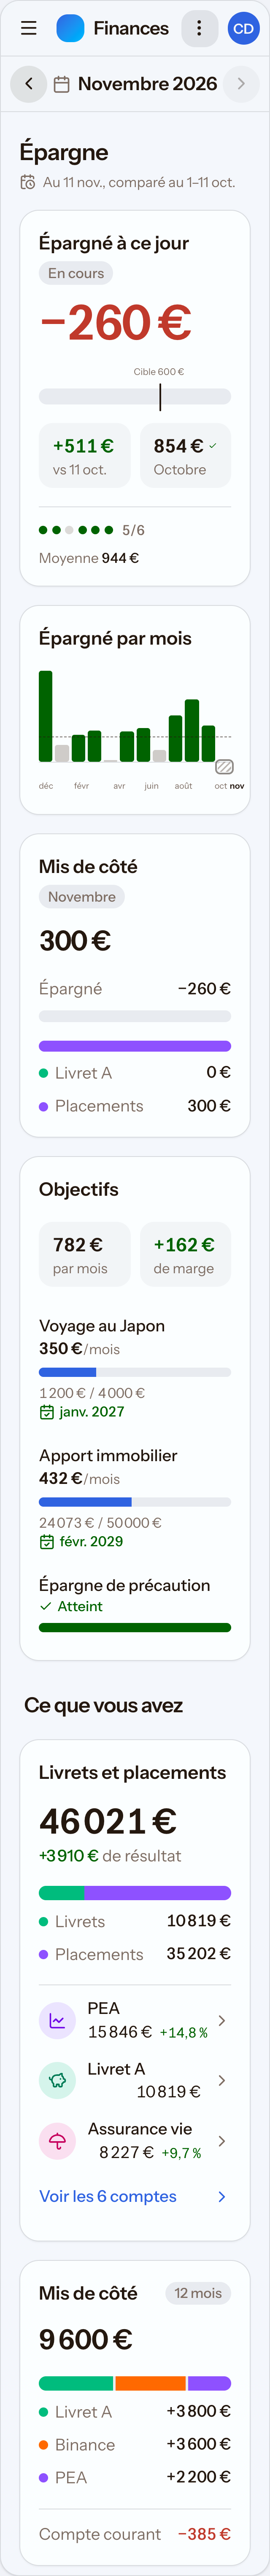 Finances
CD
Novembre 2026
Épargne
Au 11 nov., comparé au 1–11 oct.
Épargné à ce jour
En cours
−260 €
Cible 600 €
+511 €
vs 11 oct.
854 € ✓
Octobre
5/6
Moyenne 944 €
Épargné par mois
déc févr avr juin août oct nov
Mis de côté
Novembre
300 €
Épargné −260 €
Livret A 0 €
Placements 300 €
Objectifs
782 €
par mois
+162 €
de marge
Voyage au Japon
350 €/mois
1 200 € / 4 000 €
janv. 2027
Apport immobilier
432 €/mois
24 073 € / 50 000 €
févr. 2029
Épargne de précaution
✓ Atteint
Ce que vous avez
Livrets et placements
46 021 €
+3 910 € de résultat
Livrets 10 819 €
Placements 35 202 €
PEA
15 846 € +14,8 %
Livret A
10 819 €
Assurance vie
8 227 € +9,7 %
Voir les 6 comptes
Mis de côté 12 mois
9 600 €
Livret A +3 800 €
Binance +3 600 €
PEA +2 200 €
Compte courant −385 €